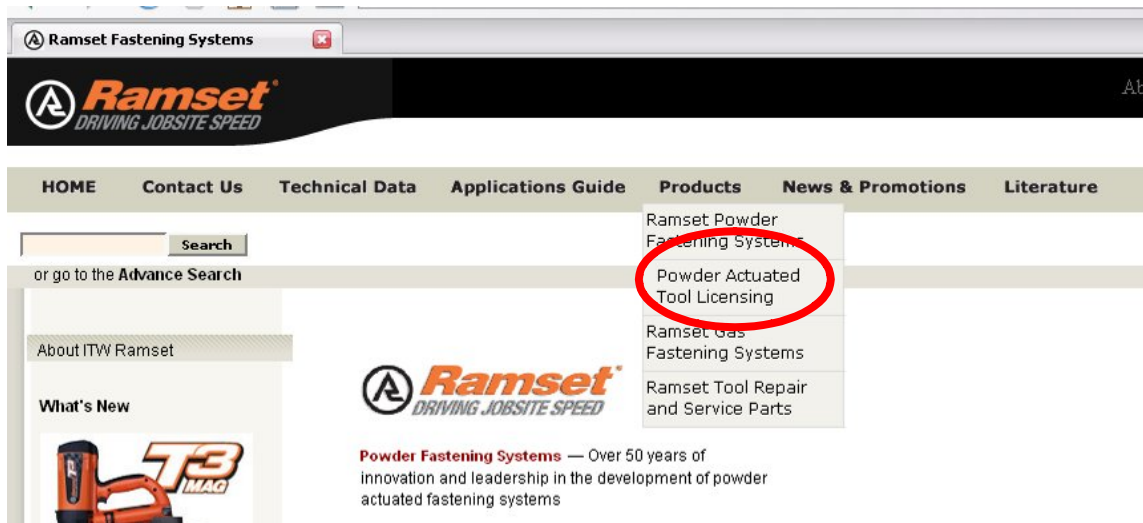 Ramset Fastening Systems
Ramset
DRIVING JOBSITE SPEED
Ab
HOME Contact Us Technical Data Applications Guide Products News & Promotions Literature
Ramset Powder
Fastening Systems
Powder Actuated
Tool Licensing
Ramset Gas
Fastening Systems
Ramset Tool Repair
and Service Parts
Search
or go to the Advance Search
About ITW Ramset
What's New
T3
MAG
Ramset
DRIVING JOBSITE SPEED
Powder Fastening Systems — Over 50 years of
innovation and leadership in the development of powder
actuated fastening systems